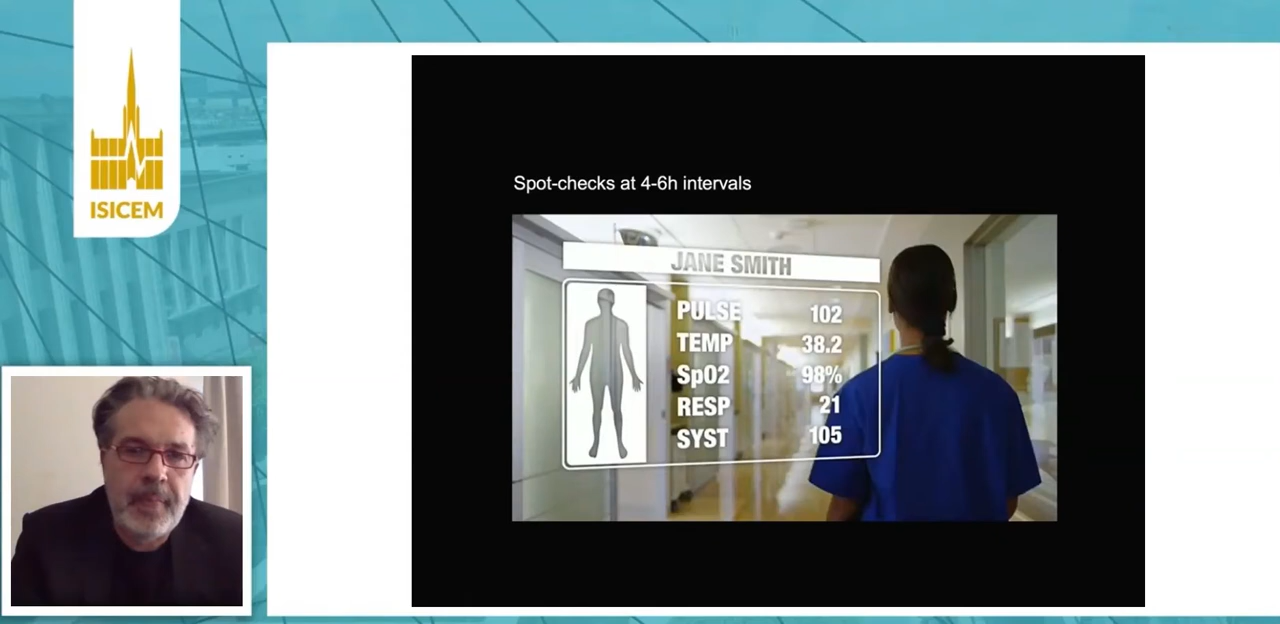 ISICEM
Spot-checks at 4-6h intervals
JANE SMITH
PULSE 102
TEMP 38.2
SpO2 98%
RESP 21
SYST 105